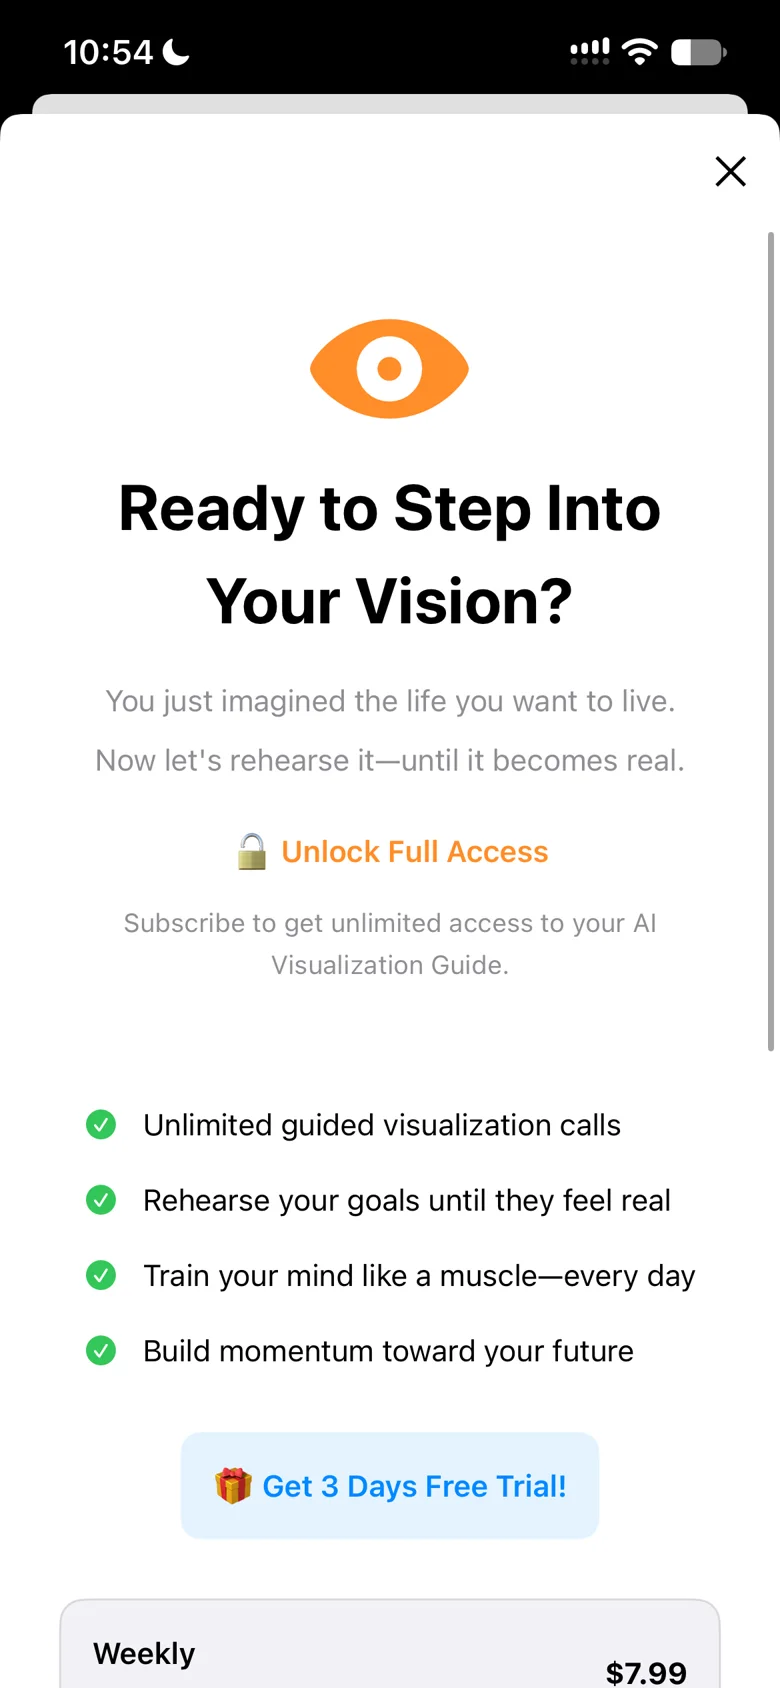 10:54
Ready to Step Into
Your Vision?
You just imagined the life you want to live.
Now let's rehearse it—until it becomes real.
Unlock Full Access
Subscribe to get unlimited access to your AI
Visualization Guide.
Unlimited guided visualization calls
Rehearse your goals until they feel real
Train your mind like a muscle—every day
Build momentum toward your future
Get 3 Days Free Trial!
Weekly
$7.99